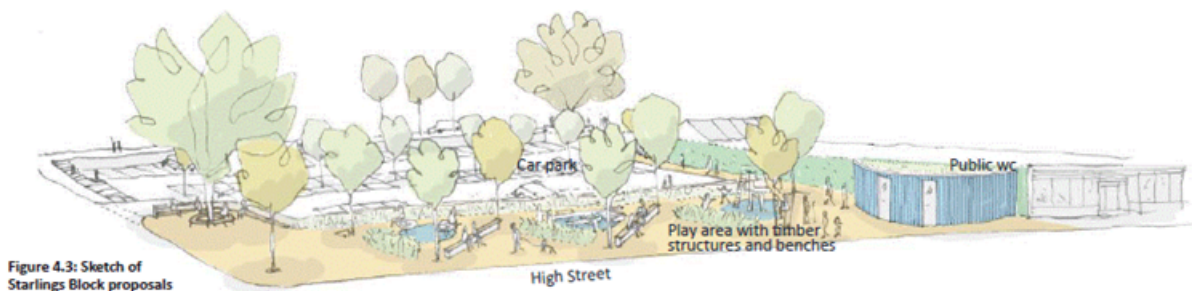 Car park
Public wc
Play area with timber
structures and benches
High Street
Figure 4.3: Sketch of
Starlings Block proposals